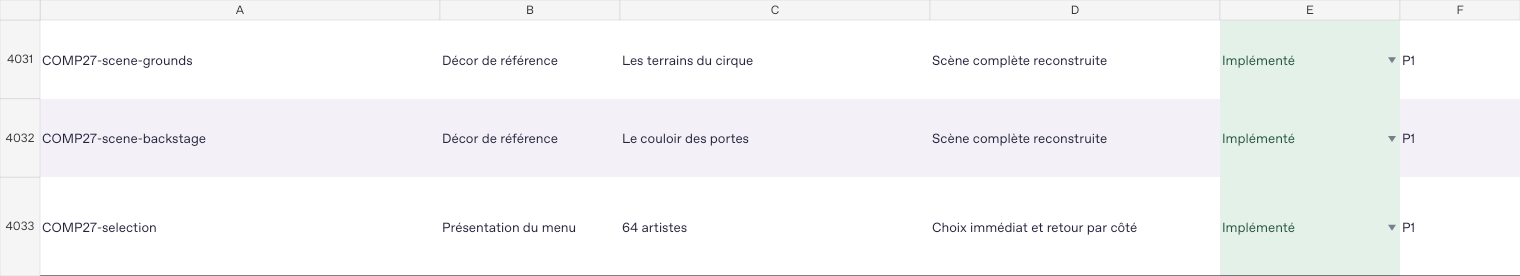 A B C D E F
4031 COMP27-scene-grounds Décor de référence Les terrains du cirque Scène complète reconstruite Implémenté P1
4032 COMP27-scene-backstage Décor de référence Le couloir des portes Scène complète reconstruite Implémenté P1
4033 COMP27-selection Présentation du menu 64 artistes Choix immédiat et retour par côté Implémenté P1